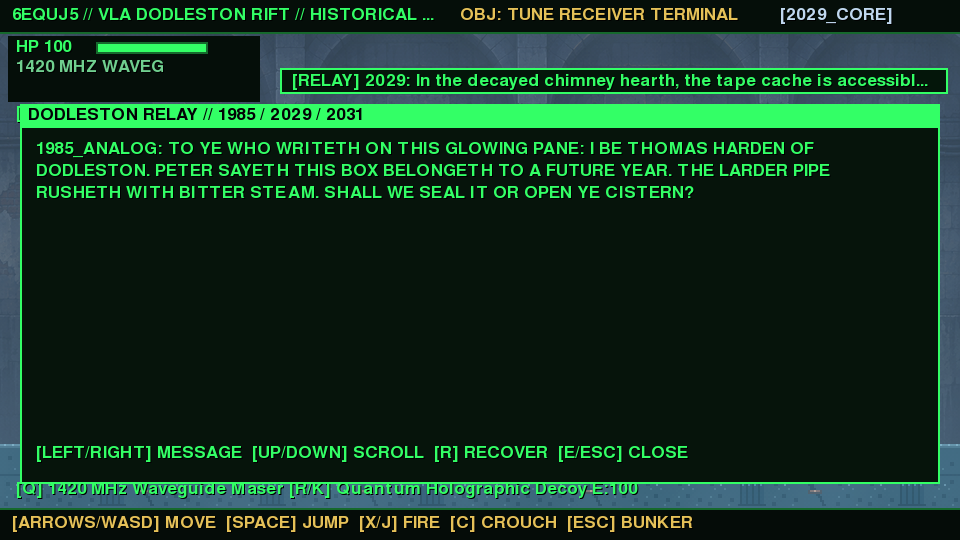 6EQUJ5 // VLA DODLESTON RIFT // HISTORICAL ... OBJ: TUNE RECEIVER TERMINAL [2029_CORE]
HP 100
1420 MHZ WAVEG
[RELAY] 2029: In the decayed chimney hearth, the tape cache is accessibl...
DODLESTON RELAY // 1985 / 2029 / 2031
1985_ANALOG: TO YE WHO WRITETH ON THIS GLOWING PANE: I BE THOMAS HARDEN OF
DODLESTON. PETER SAYETH THIS BOX BELONGETH TO A FUTURE YEAR. THE LARDER PIPE
RUSHETH WITH BITTER STEAM. SHALL WE SEAL IT OR OPEN YE CISTERN?
[LEFT/RIGHT] MESSAGE [UP/DOWN] SCROLL [R] RECOVER [E/ESC] CLOSE
[Q] 1420 MHz Waveguide Maser [R/K] Quantum Holographic Decoy E:100
[ARROWS/WASD] MOVE [SPACE] JUMP [X/J] FIRE [C] CROUCH [ESC] BUNKER